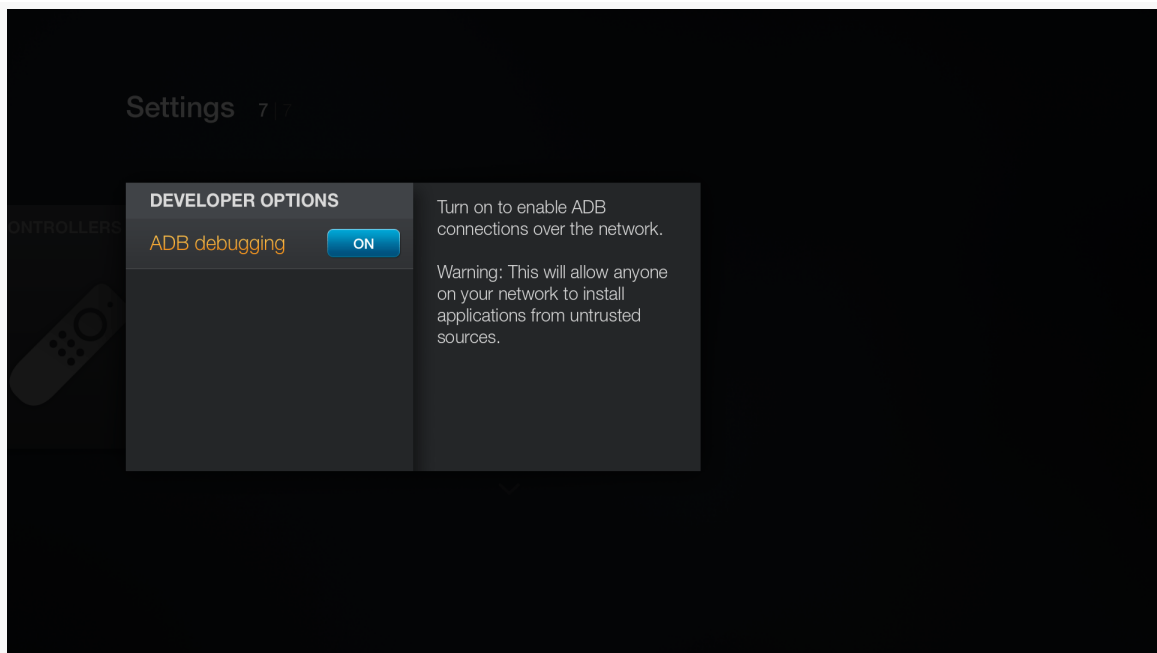 Settings 7|7
ONTROLLERS
DEVELOPER OPTIONS
ADB debugging ON
Turn on to enable ADB
connections over the network.
Warning: This will allow anyone
on your network to install
applications from untrusted
sources.